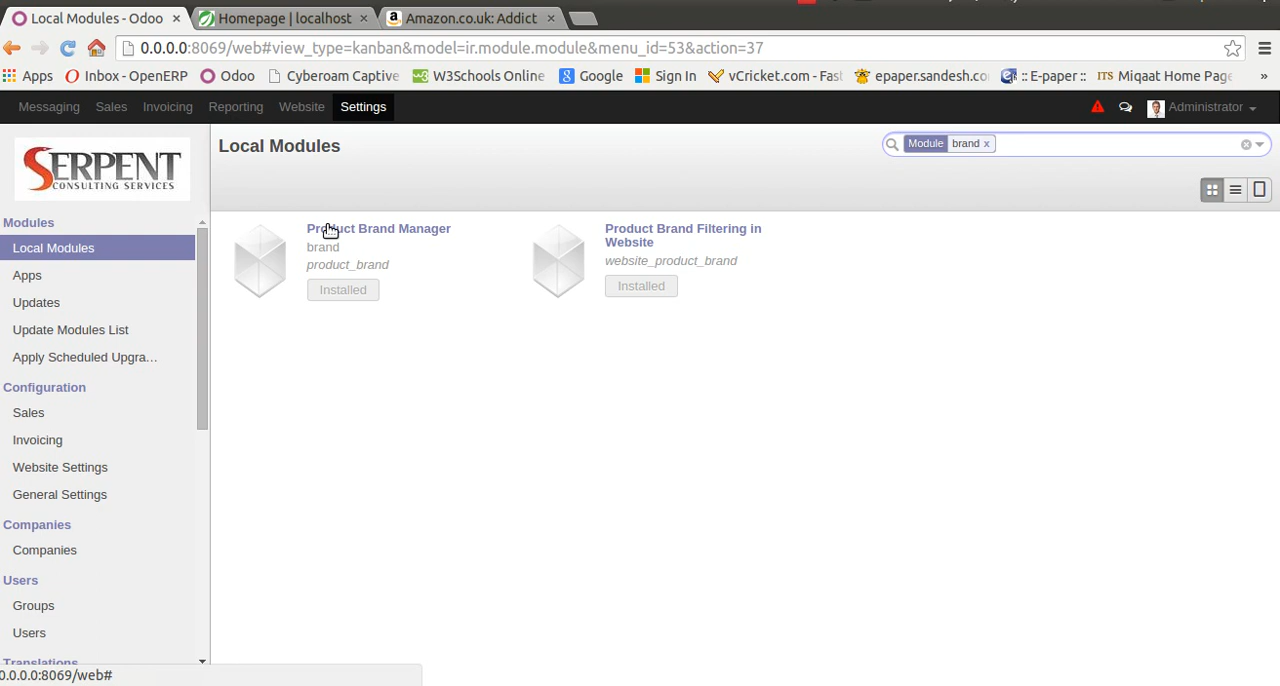 Local Modules - Odoo
Homepage | localhost
Amazon.co.uk: Addict
0.0.0.0:8069/web#view_type=kanban&model=ir.module.module&menu_id=53&action=37
Apps
Inbox - OpenERP
Odoo
Cyberoam Captive
W3Schools Online
Google
Sign In
vCricket.com - Fast
epaper.sandesh.co
:: E-paper ::
ITS Miqaat Home Page
»
Messaging
Sales
Invoicing
Reporting
Website
Settings
Administrator
SERPENT
CONSULTING SERVICES
Local Modules
Module brand x
Modules
Local Modules
Apps
Updates
Update Modules List
Apply Scheduled Upgra...
Configuration
Sales
Invoicing
Website Settings
General Settings
Companies
Companies
Users
Groups
Users
Translations
Product Brand Manager
brand
product_brand
Installed
Product Brand Filtering in
Website
website_product_brand
Installed
0.0.0.0:8069/web#